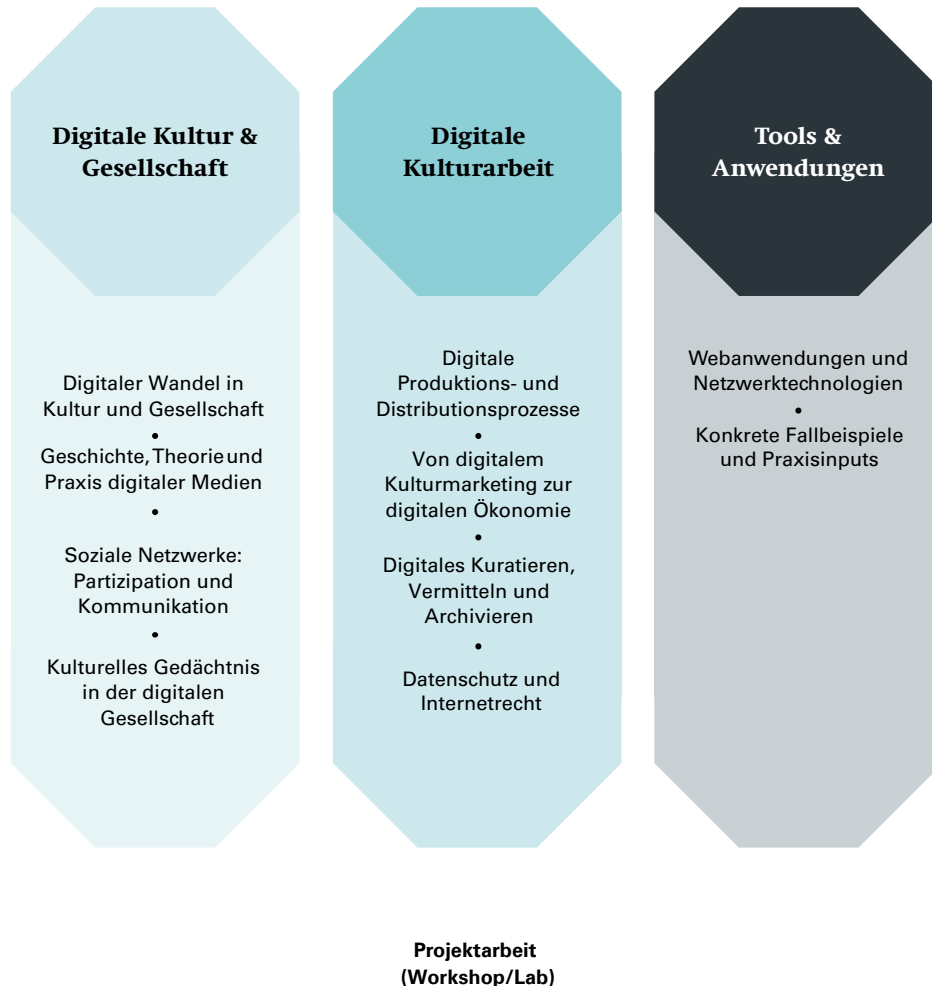 Digitale Kultur &
Gesellschaft
Digitaler Wandel in
Kultur und Gesellschaft
•
Geschichte, Theorie und
Praxis digitaler Medien
•
Soziale Netzwerke:
Partizipation und
Kommunikation
•
Kulturelles Gedächtnis
in der digitalen
Gesellschaft
Digitale
Kulturarbeit
Digitale
Produktions- und
Distributionsprozesse
•
Von digitalem
Kulturmarketing zur
digitalen Ökonomie
•
Digitales Kuratieren,
Vermitteln und
Archivieren
•
Datenschutz und
Internetrecht
Tools &
Anwendungen
Webanwendungen und
Netzwerktechnologien
•
Konkrete Fallbeispiele
und Praxisinputs
Projektarbeit
(Workshop/Lab)